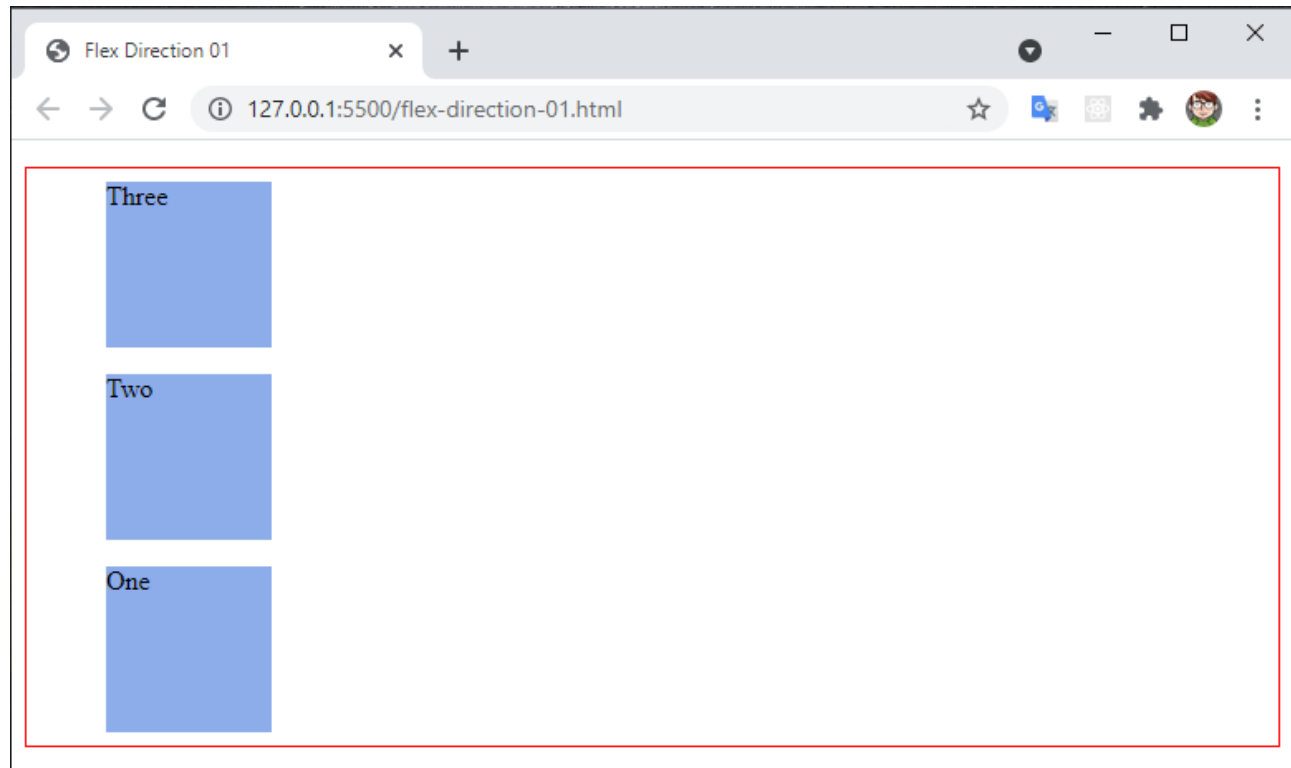 Flex Direction 01
127.0.0.1:5500/flex-direction-01.html
Three
Two
One